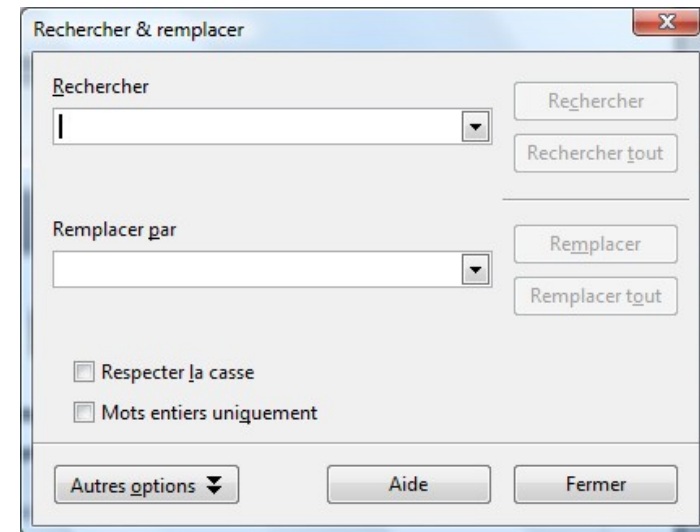 Rechercher & remplacer
Rechercher
Rechercher
Rechercher tout
Remplacer par
Remplacer
Remplacer tout
Respecter la casse
Mots entiers uniquement
Autres options
Aide
Fermer